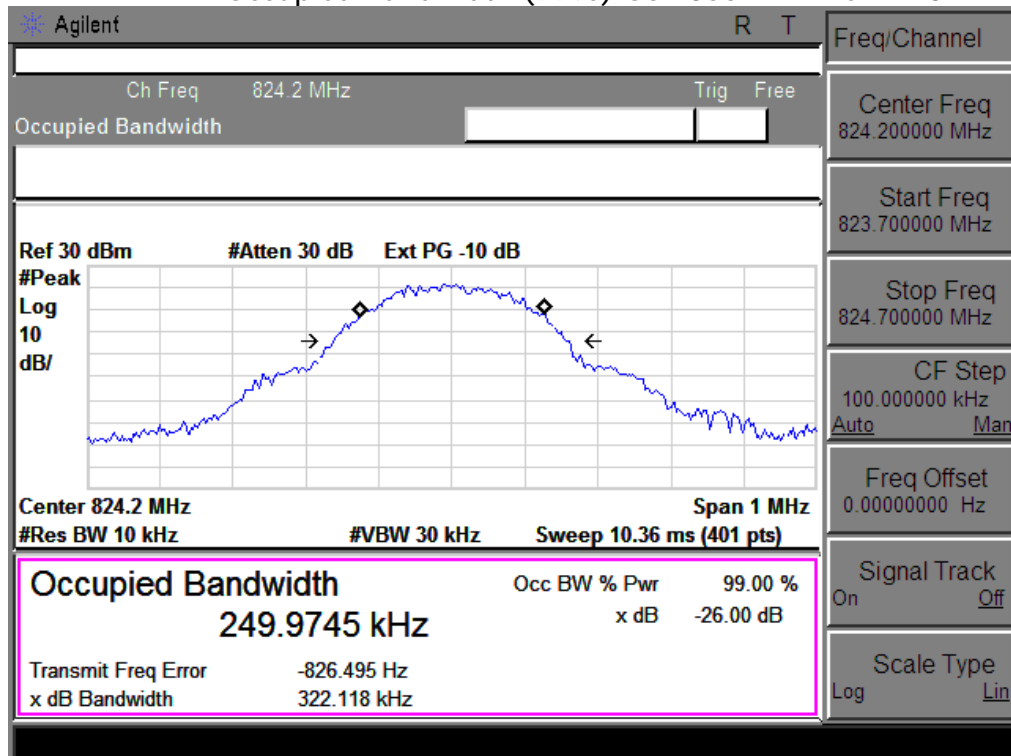 Agilent R T
Ch Freq 824.2 MHz Trig Free
Occupied Bandwidth
Ref 30 dBm #Atten 30 dB Ext PG -10 dB
#Peak
Log
10
dB/
Center 824.2 MHz Span 1 MHz
#Res BW 10 kHz #VBW 30 kHz Sweep 10.36 ms (401 pts)
Occupied Bandwidth Occ BW % Pwr 99.00 %
249.9745 kHz x dB -26.00 dB
Transmit Freq Error -826.495 Hz
x dB Bandwidth 322.118 kHz
Freq/Channel
Center Freq
824.200000 MHz
Start Freq
823.700000 MHz
Stop Freq
824.700000 MHz
CF Step
100.000000 kHz
Auto Man
Freq Offset
0.00000000 Hz
Signal Track
On Off
Scale Type
Log Lin